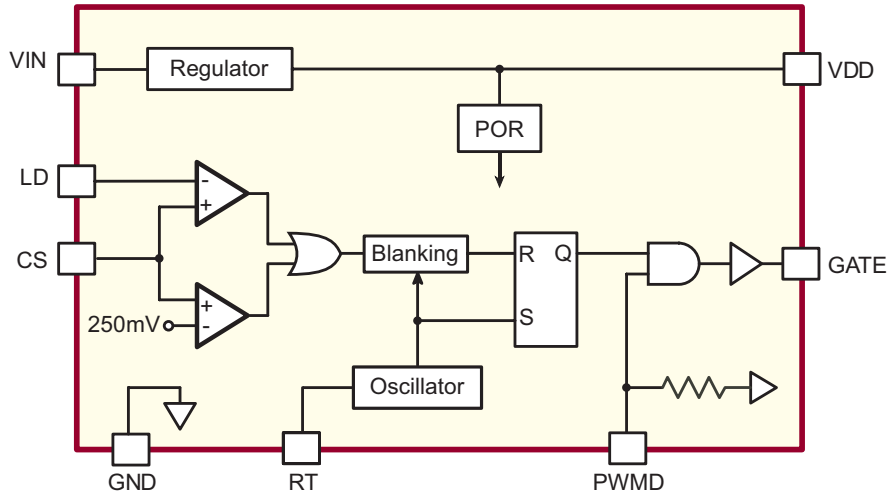 VIN
Regulator
VDD
POR
LD
-
+
CS
Blanking
R Q
S
GATE
+
250mV
-
Oscillator
GND
RT
PWMD